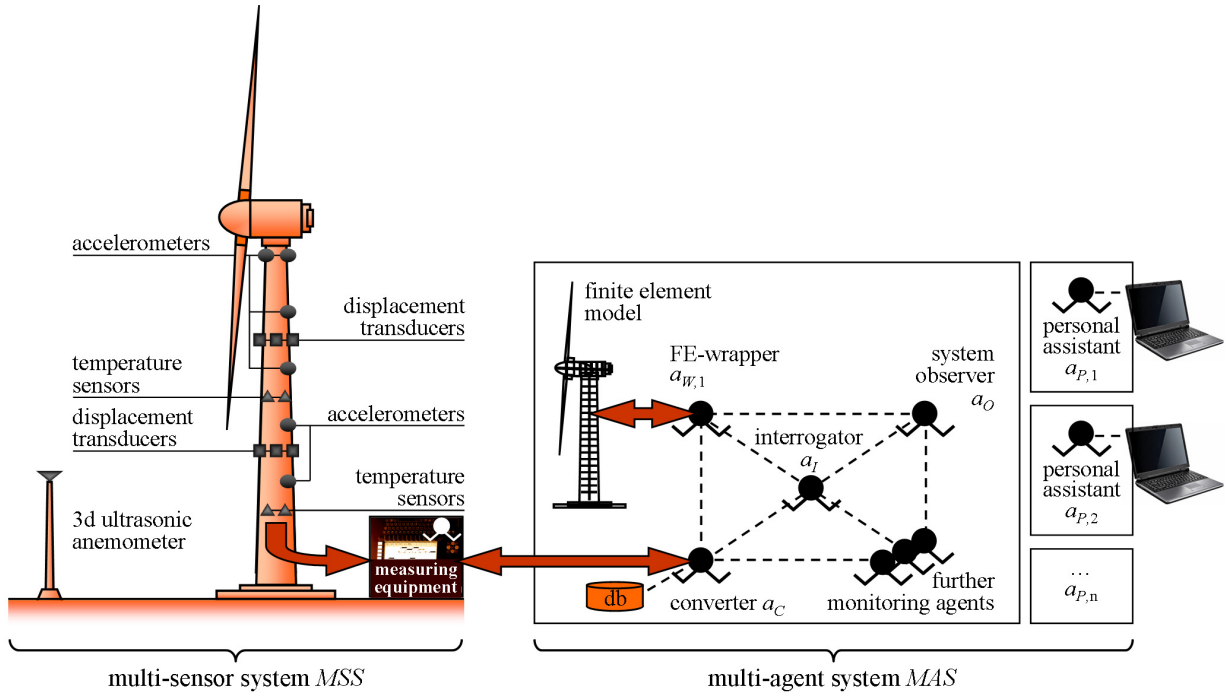 accelerometers
displacement
transducers
temperature
sensors
displacement
transducers
accelerometers
temperature
sensors
3d ultrasonic
anemometer
measuring
equipment
multi-sensor system MSS
finite element
model
FE-wrapper
a_{W,1}
system
observer
a_O
interrogator
a_I
db
converter a_C
further
monitoring agents
personal
assistant
a_{P,1}
personal
assistant
a_{P,2}
...
a_{P,n}
multi-agent system MAS